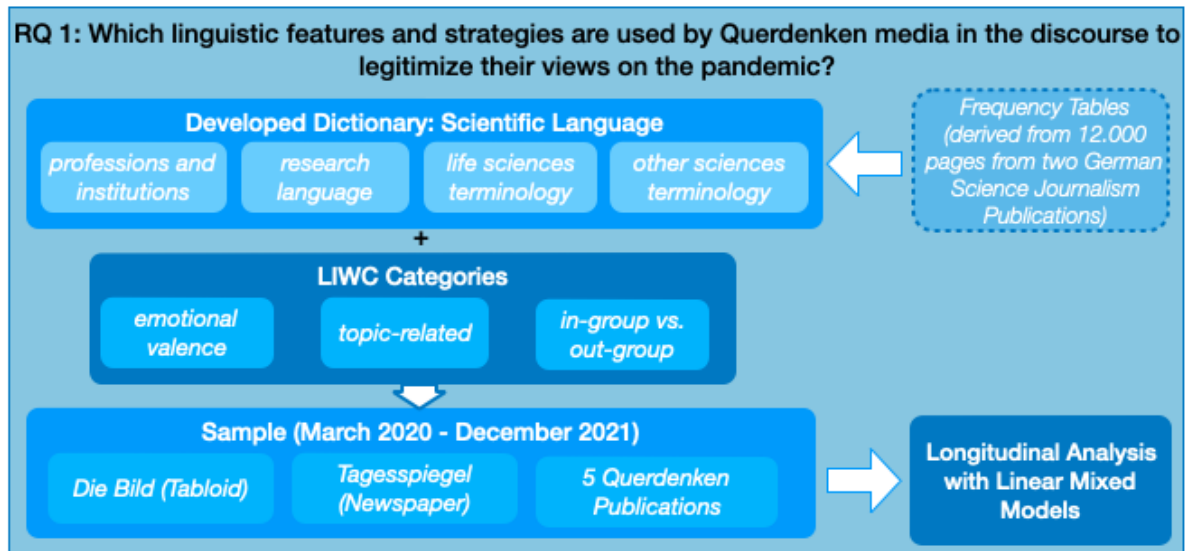 RQ 1: Which linguistic features and strategies are used by Querdenken media in the discourse to
legitimize their views on the pandemic?
Developed Dictionary: Scientific Language
professions and
institutions
research
language
life sciences
terminology
other sciences
terminology
Frequency Tables
(derived from 12.000
pages from two German
Science Journalism
Publications)
+
LIWC Categories
emotional
valence
topic-related
in-group vs.
out-group
Sample (March 2020 - December 2021)
Die Bild (Tabloid)
Tagesspiegel
(Newspaper)
5 Querdenken
Publications
Longitudinal Analysis
with Linear Mixed
Models